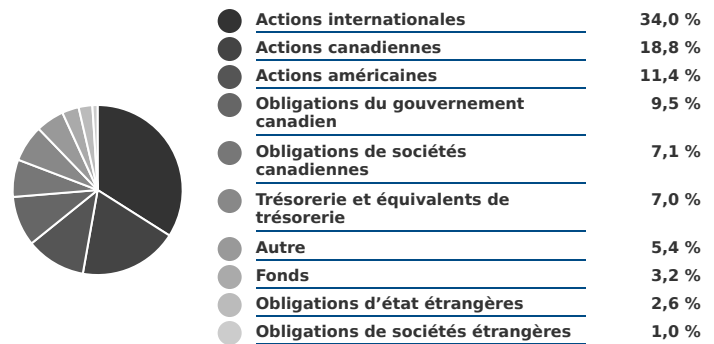 Actions internationales 34,0 %
Actions canadiennes 18,8 %
Actions américaines 11,4 %
Obligations du gouvernement 9,5 %
canadien
Obligations de sociétés 7,1 %
canadiennes
Trésorerie et équivalents de 7,0 %
trésorerie
Autre 5,4 %
Fonds 3,2 %
Obligations d’état étrangères 2,6 %
Obligations de sociétés étrangères 1,0 %